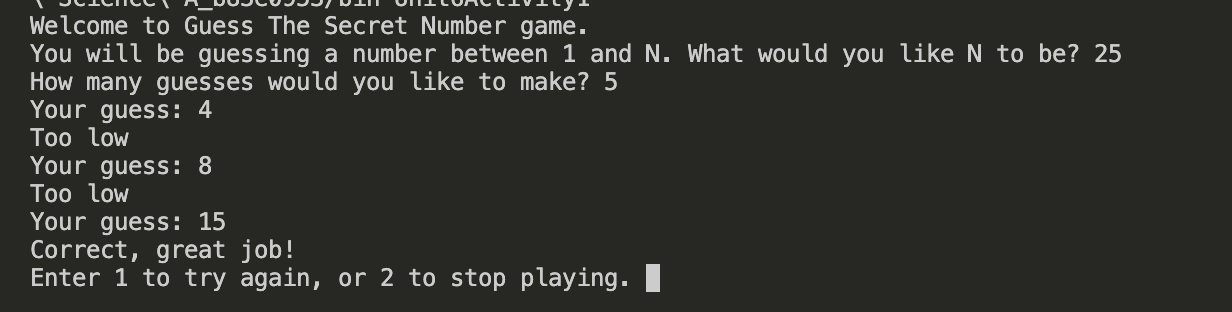 Welcome to Guess The Secret Number game.
You will be guessing a number between 1 and N. What would you like N to be? 25
How many guesses would you like to make? 5
Your guess: 4
Too low
Your guess: 8
Too low
Your guess: 15
Correct, great job!
Enter 1 to try again, or 2 to stop playing.